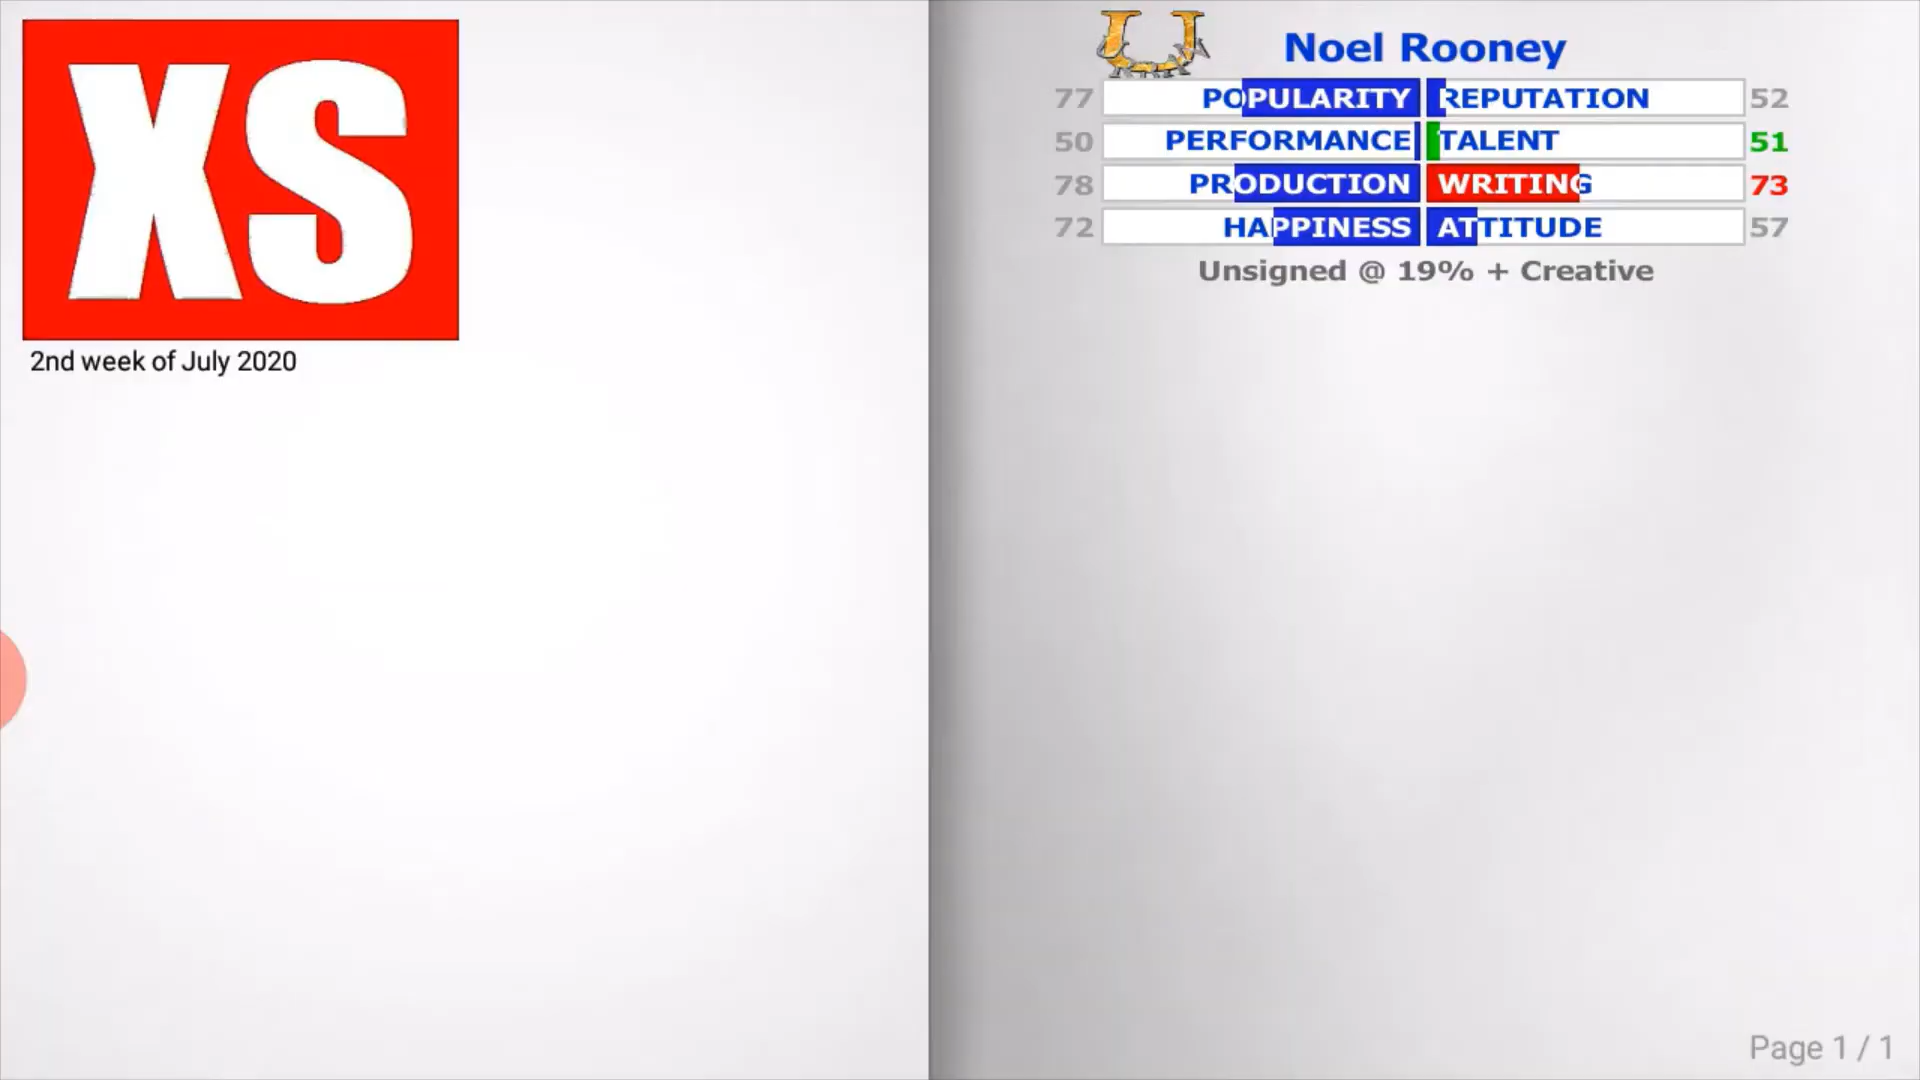 XS
2nd week of July 2020
Noel Rooney
77 POPULARITY REPUTATION 52
50 PERFORMANCE TALENT 51
78 PRODUCTION WRITING 73
72 HAPPINESS ATTITUDE 57
Unsigned @ 19% + Creative
Page 1 / 1